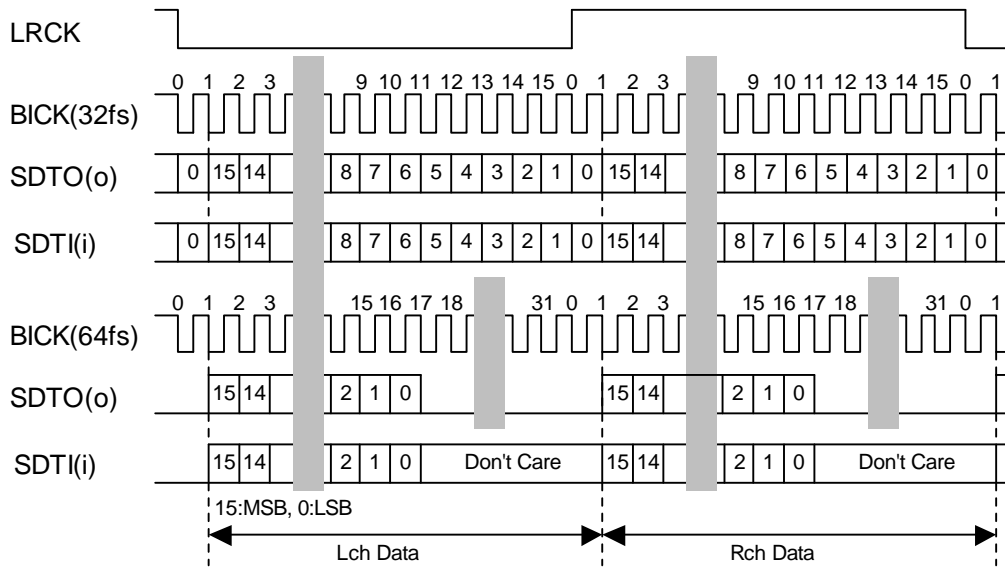 LRCK
0 1 2 3 9 10 11 12 13 14 15 0 1 2 3 9 10 11 12 13 14 15 0 1
BICK(32fs)
SDTO(o) 0 15 14 8 7 6 5 4 3 2 1 0 15 14 8 7 6 5 4 3 2 1 0
SDTI(i) 0 15 14 8 7 6 5 4 3 2 1 0 15 14 8 7 6 5 4 3 2 1 0
0 1 2 3 15 16 17 18 31 0 1 2 3 15 16 17 18 31 0 1
BICK(64fs)
SDTO(o) 15 14 2 1 0 15 14 2 1 0
SDTI(i) 15 14 2 1 0 Don't Care 15 14 2 1 0 Don't Care
15:MSB, 0:LSB
Lch Data Rch Data